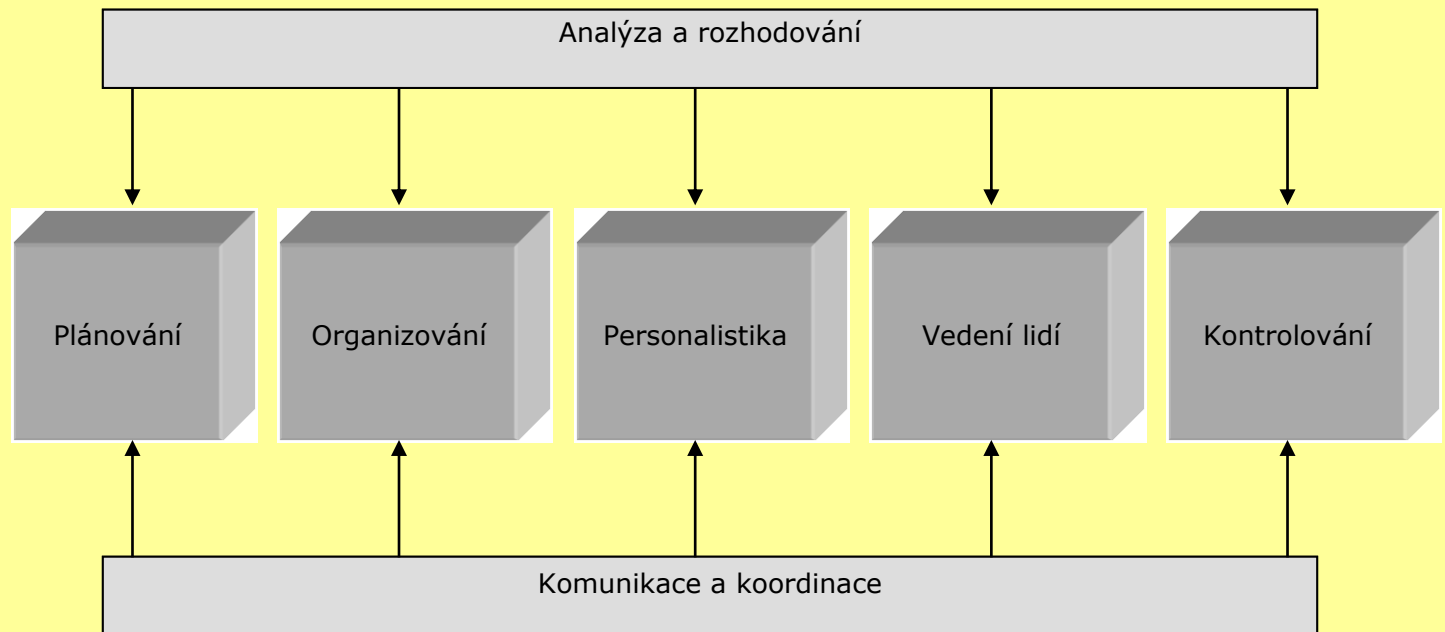 Analýza a rozhodování
Plánování
Organizování
Personalistika
Vedení lidí
Kontrolování
Komunikace a koordinace